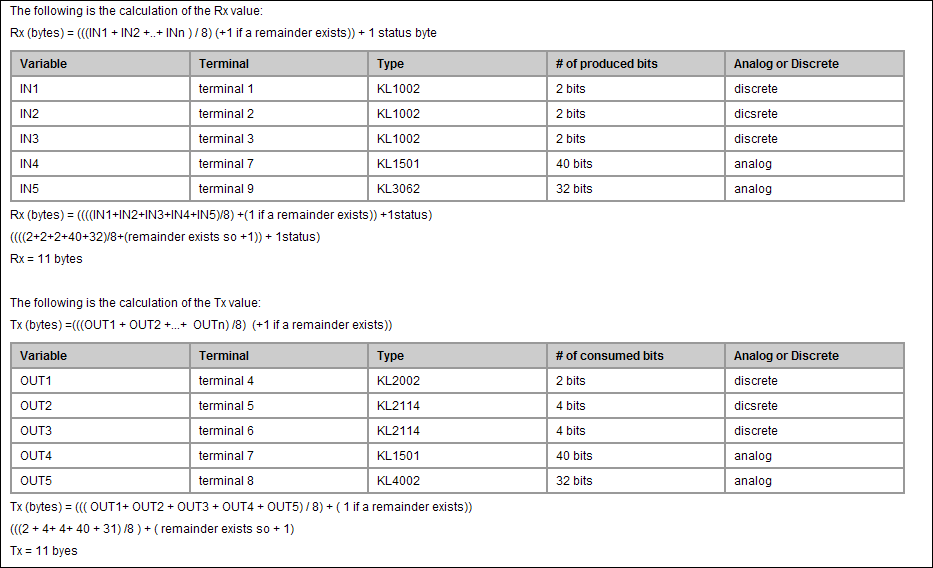 The following is the calculation of the Rx value:
Rx (bytes) = (((IN1 + IN2 +..+ INn ) / 8) (+1 if a remainder exists)) + 1 status byte
Variable Terminal Type # of produced bits Analog or Discrete
IN1 terminal 1 KL1002 2 bits discrete
IN2 terminal 2 KL1002 2 bits dicsrete
IN3 terminal 3 KL1002 2 bits discrete
IN4 terminal 7 KL1501 40 bits analog
IN5 terminal 9 KL3062 32 bits analog
Rx (bytes) = ((((IN1+IN2+IN3+IN4+IN5)/8) +(1 if a remainder exists)) +1status)
((((2+2+2+40+32)/8+(remainder exists so +1)) + 1status)
Rx = 11 bytes
The following is the calculation of the Tx value:
Tx (bytes) =(((OUT1 + OUT2 +...+ OUTn) /8) (+1 if a remainder exists))
Variable Terminal Type # of consumed bits Analog or Discrete
OUT1 terminal 4 KL2002 2 bits discrete
OUT2 terminal 5 KL2114 4 bits dicsrete
OUT3 terminal 6 KL2114 4 bits discrete
OUT4 terminal 7 KL1501 40 bits analog
OUT5 terminal 8 KL4002 32 bits analog
Tx (bytes) = ((( OUT1+ OUT2 + OUT3 + OUT4 + OUT5) / 8) + ( 1 if a remainder exists))
(((2 + 4+ 4+ 40 + 31) /8 ) + ( remainder exists so + 1)
Tx = 11 byes